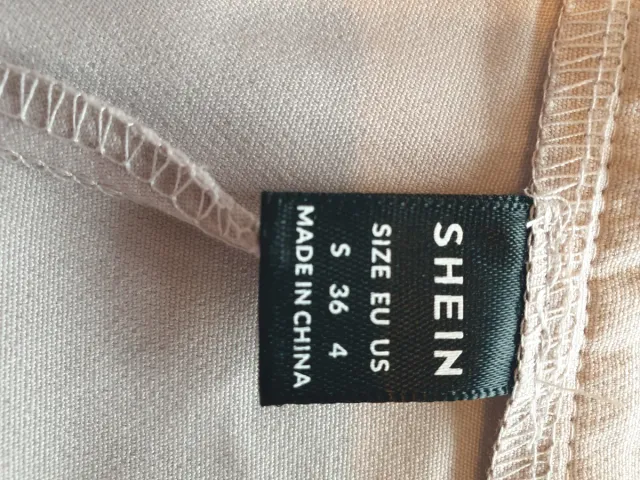 SHEIN
SIZE EU US
S 36 4
MADE IN CHINA